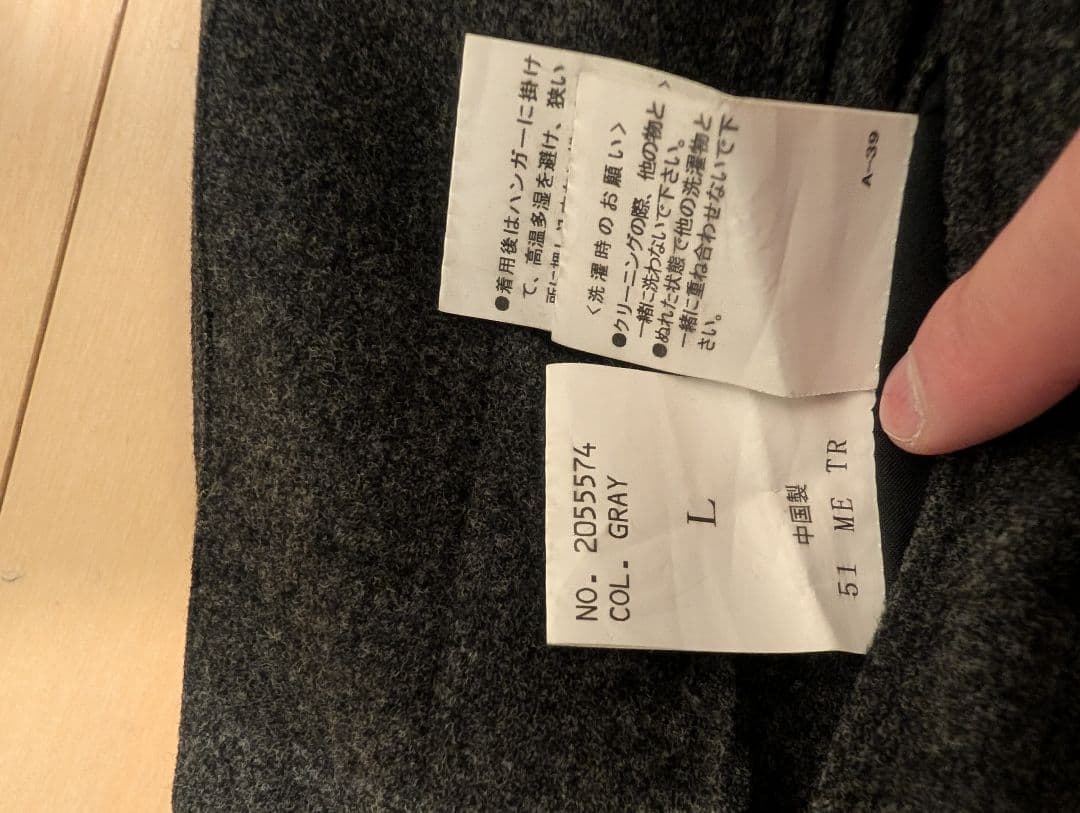 ●着用後はハンガーに掛け
て、高温多湿を避け、狭い
〈洗濯時のお願い〉
●クリーニングの際、他の物と
一緒に洗わないで下さい。
●ぬれた状態で他の洗濯物と
一緒に重ね合わせないで下
さい。
A-39
NO. 2055574
COL. GRAY
L
中国製
51 ME TR